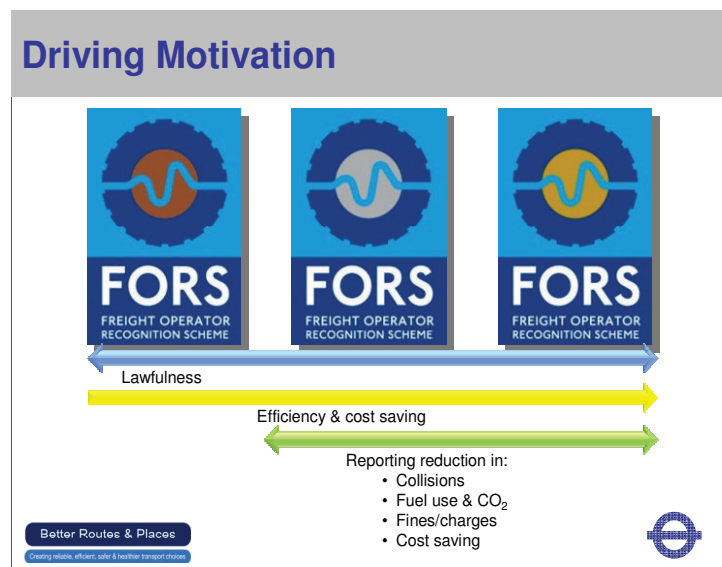 Driving Motivation
FORS
FREIGHT OPERATOR
RECOGNITION SCHEME
FORS
FREIGHT OPERATOR
RECOGNITION SCHEME
FORS
FREIGHT OPERATOR
RECOGNITION SCHEME
Lawfulness
Efficiency & cost saving
Reporting reduction in:
• Collisions
• Fuel use & CO₂
• Fines/charges
• Cost saving
Better Routes & Places
Creating reliable, efficient, safer & healthier transport choices